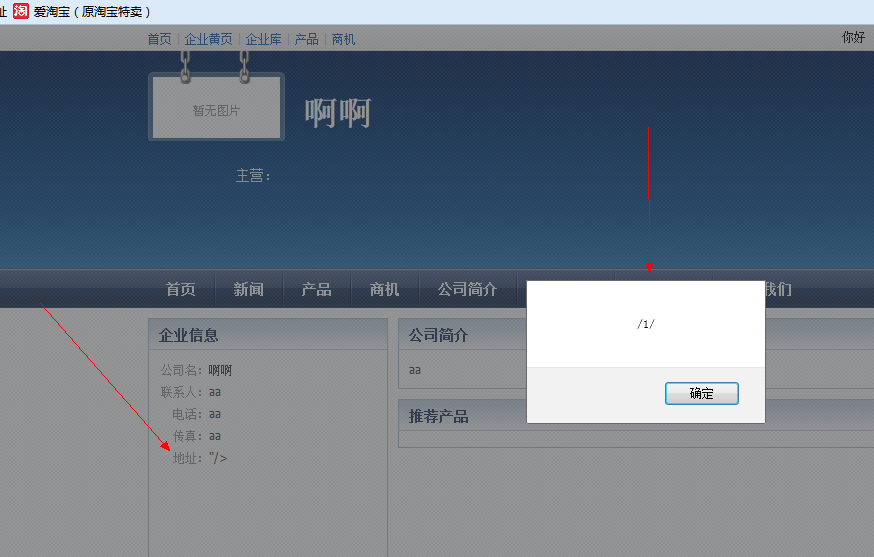 址 淘 爱淘宝（原淘宝特卖）
首页 | 企业黄页 | 企业库 | 产品 | 商机 你好
暂无图片
啊啊
主营：
首页 新闻 产品 商机 公司简介 我们
企业信息
公司名： 啊啊
联系人： aa
电话： aa
传真： aa
地址： "/>
公司简介
aa
推荐产品
/1/
确定